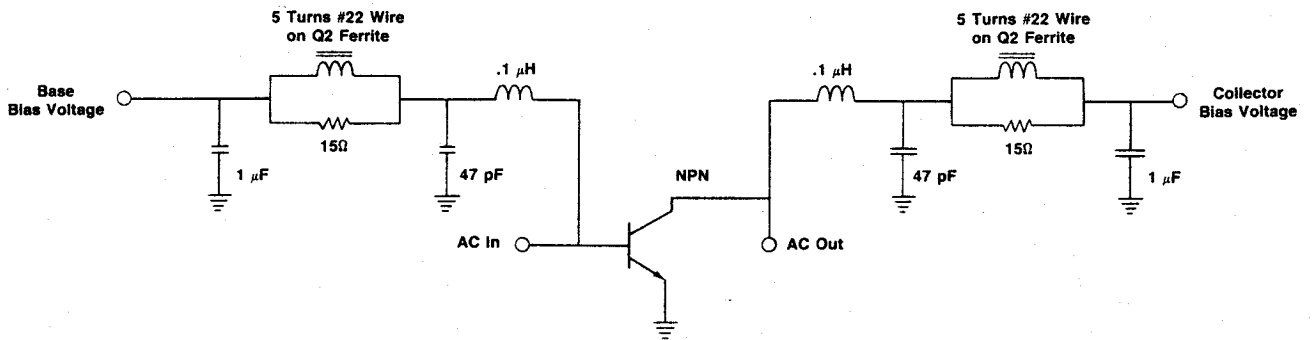 5 Turns #22 Wire
on Q2 Ferrite
.1 μH
Base
Bias Voltage
15Ω
1 μF
47 pF
5 Turns #22 Wire
on Q2 Ferrite
.1 μH
Collector
Bias Voltage
15Ω
47 pF
1 μF
NPN
AC In
AC Out